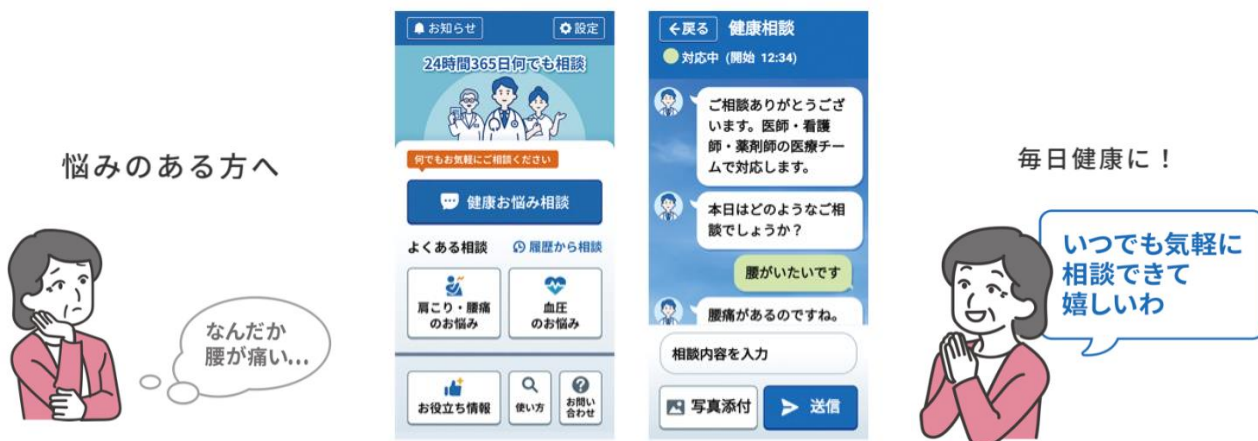 悩みのある方へ
なんだか
腰が痛い...
お知らせ
設定
24時間365日何でも相談
何でもお気軽にご相談ください
健康お悩み相談
よくある相談
履歴から相談
肩こり・腰痛
のお悩み
血圧
のお悩み
お役立ち情報
使い方
お問い
合わせ
戻る
健康相談
対応中 (開始 12:34)
ご相談ありがとうござ
います。医師・看護
師・薬剤師の医療チー
ムで対応します。
本日はどのようなご相
談でしょうか？
腰がいたいです
腰痛があるのですね。
相談内容を入力
写真添付
送信
毎日健康に！
いつでも気軽に
相談できて
嬉しいわ